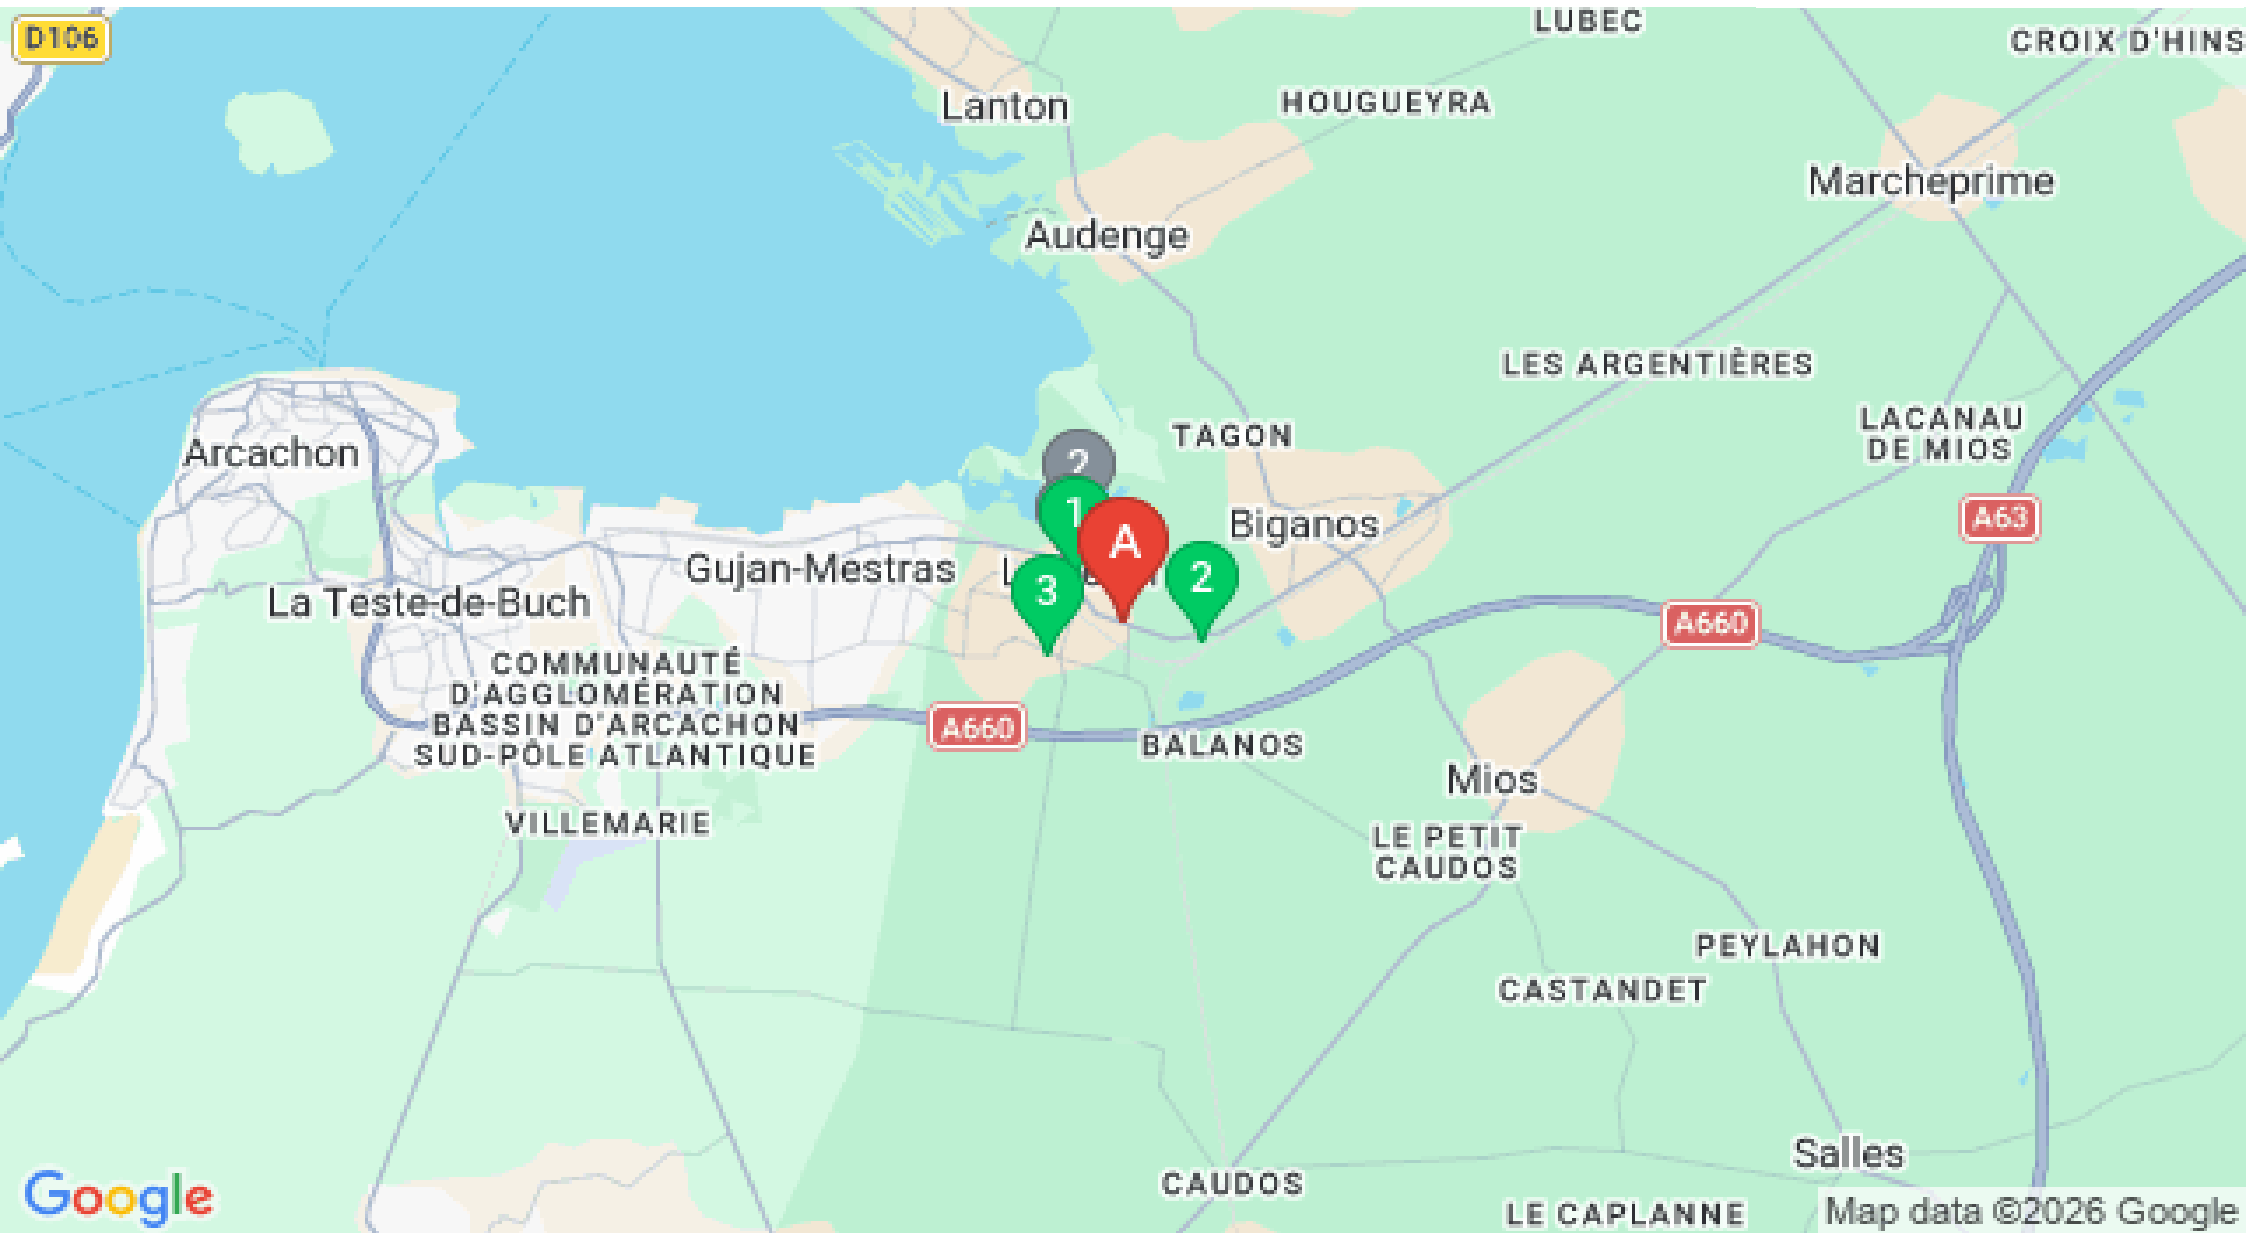 D106
LUBEC
CROIX D'HINS
Lanton
HOUGUEYRA
Marcheprime
Audenge
LES ARGENTIÈRES
LACANAU
DE MIOS
TAGON
Arcachon
2
1
A
Biganos
A63
Gujan-Mestras
3
2
La Teste-de-Buch
A660
COMMUNAUTÉ
D'AGGLOMÉRATION
BASSIN D'ARCACHON
SUD-PÔLE ATLANTIQUE
A660
BALANOS
Mios
VILLEMARIE
LE PETIT
CAUDOS
PEYLAHON
CASTANDET
Salles
CAUDOS
LE CAPLANNE
Google
Map data ©2026 Google